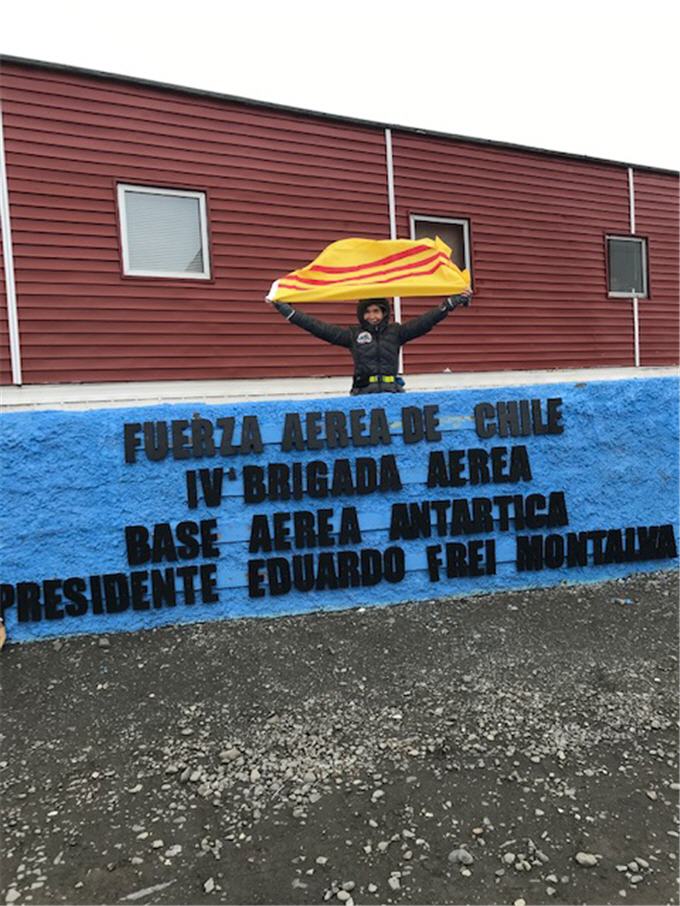 FUERZA AEREA DE CHILE
IVª BRIGADA AEREA
BASE AEREA ANTARTICA
PRESIDENTE EDUARDO FREI MONTALVA